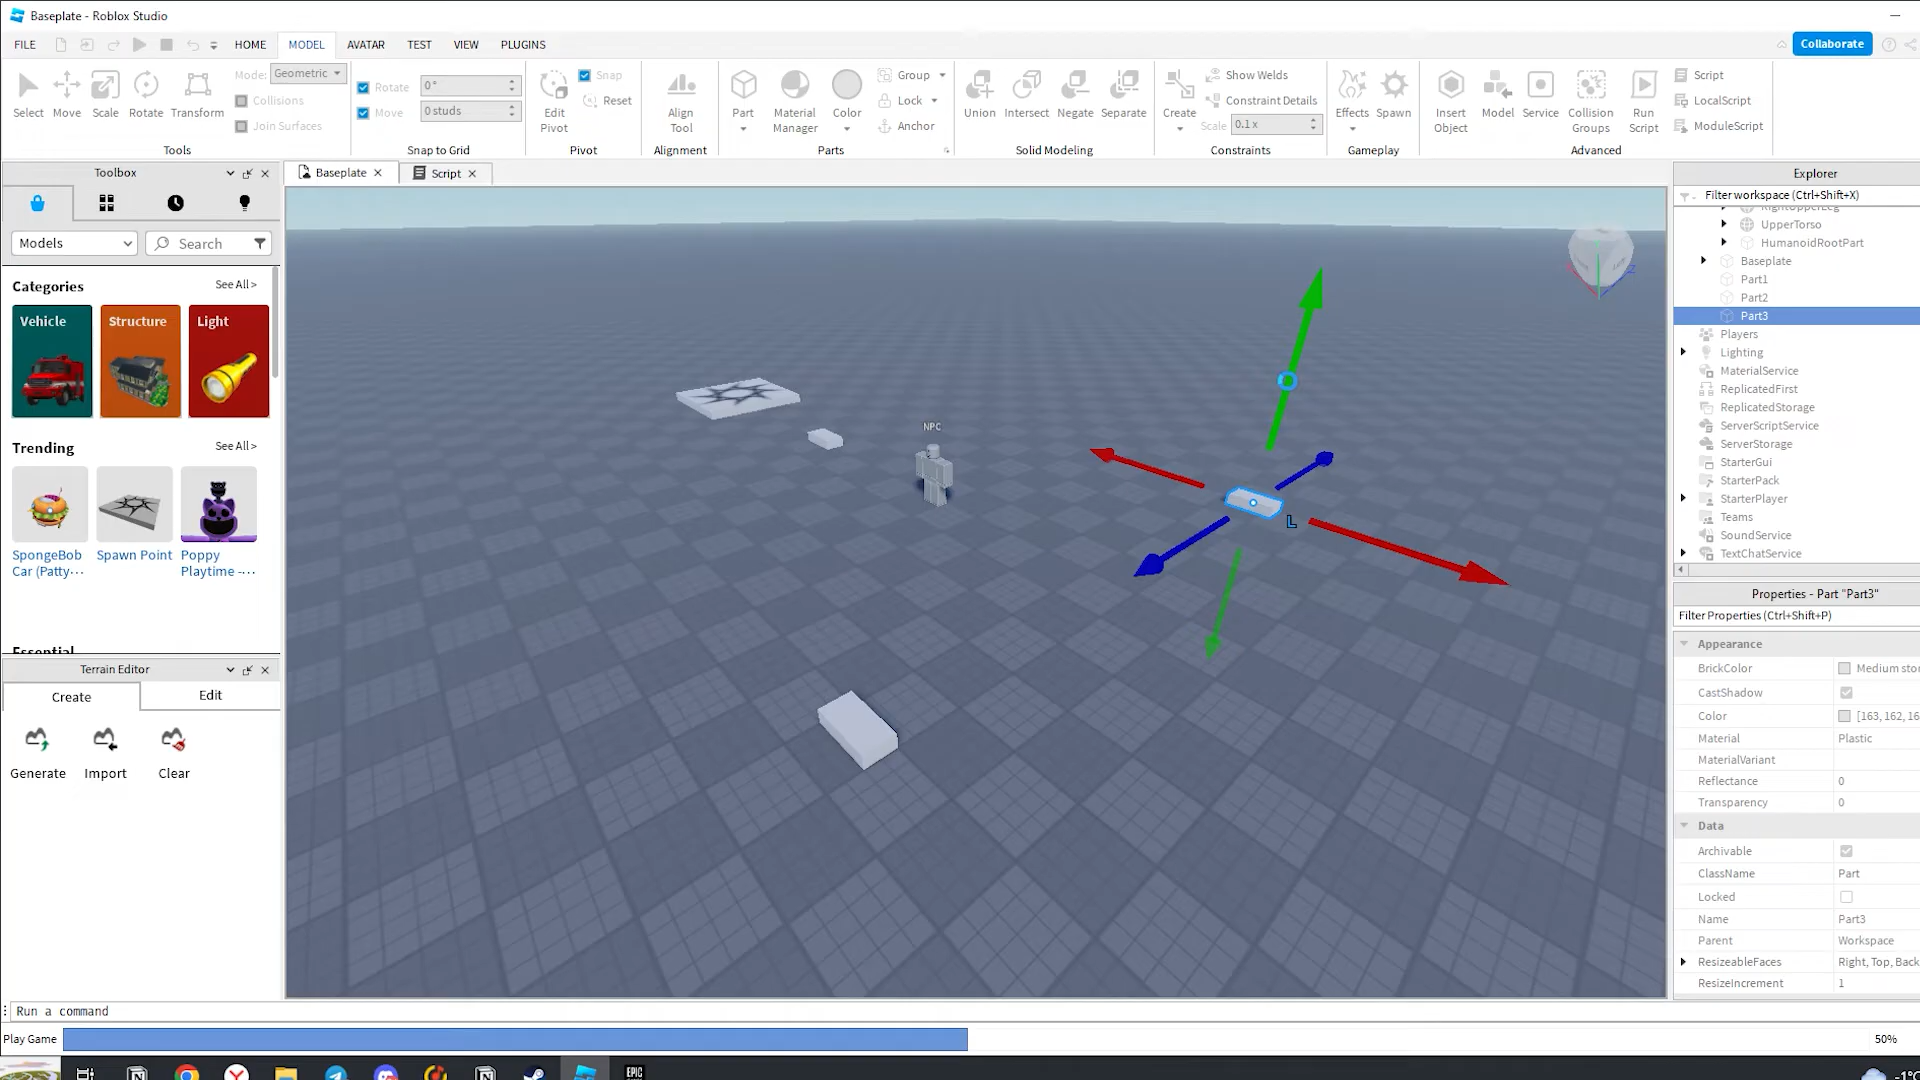 Baseplate - Roblox Studio
FILE HOME MODEL AVATAR TEST VIEW PLUGINS Collaborate
Select Move Scale Rotate Transform
Mode: Geometric
Collisions
Join Surfaces
Tools
Rotate 0°
Move 0 studs
Snap to Grid
Edit Pivot
Snap
Reset
Pivot
Align Tool
Alignment
Part
Material Manager
Color
Group
Lock
Anchor
Parts
Union Intersect Negate Separate
Solid Modeling
Create
Show Welds
Constraint Details
Scale 0.1 x
Constraints
Effects Spawn
Gameplay
Insert Object
Model
Service
Collision Groups
Run Script
Script
LocalScript
ModuleScript
Advanced
Toolbox
Models Search
Categories See All >
Vehicle Structure Light
Trending See All >
SpongeBob Car (Patty...
Spawn Point
Poppy Playtime -...
Essential
Terrain Editor
Create Edit
Generate Import Clear
Baseplate
Script
NPC
L
Explorer
Filter workspace (Ctrl+Shift+X)
RightUpperLeg
UpperTorso
HumanoidRootPart
Baseplate
Part1
Part2
Part3
Players
Lighting
MaterialService
ReplicatedFirst
ReplicatedStorage
ServerScriptService
ServerStorage
StarterGui
StarterPack
StarterPlayer
Teams
SoundService
TextChatService
Properties - Part "Part3"
Filter Properties (Ctrl+Shift+P)
Appearance
BrickColor Medium sto
CastShadow
Color [163, 162, 16
Material Plastic
MaterialVariant
Reflectance 0
Transparency 0
Data
Archivable
ClassName Part
Locked
Name Part3
Parent Workspace
ResizeableFaces Right, Top, Back
ResizeIncrement 1
Run a command
Play Game 50%
EPIC
-1°C